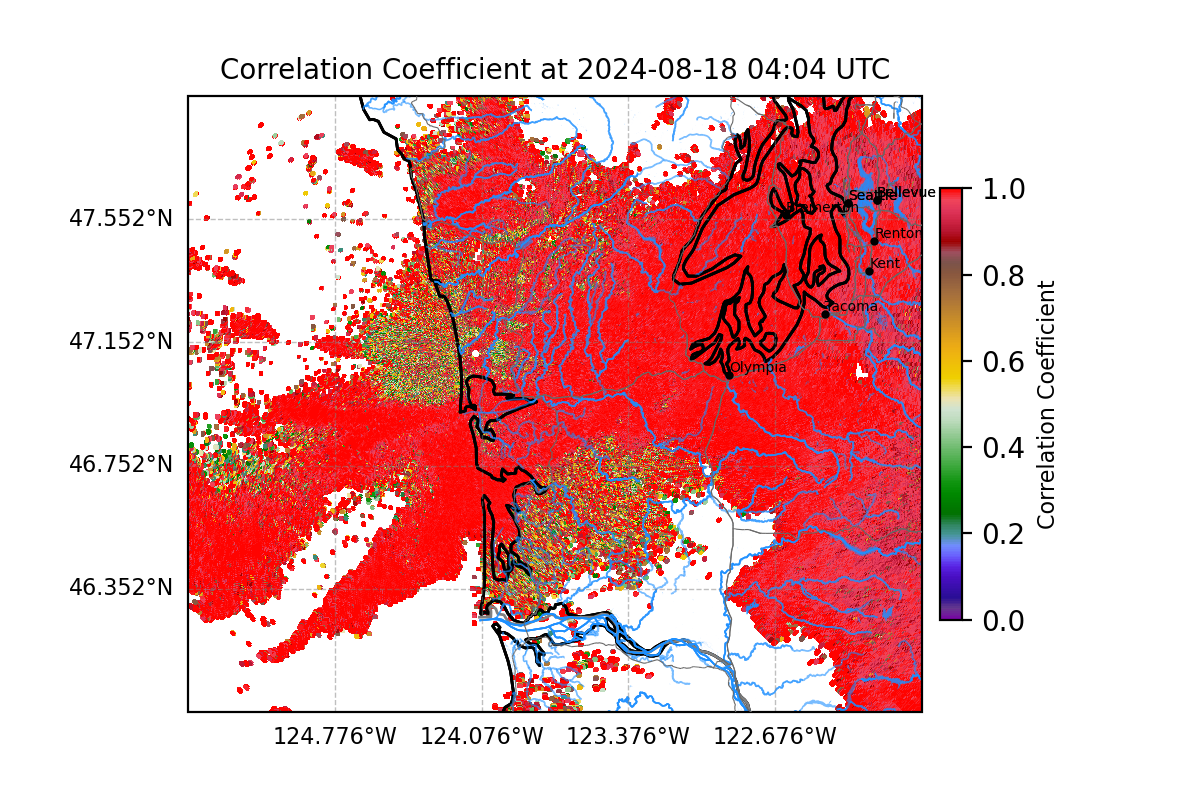 Correlation Coefficient at 2024-08-18 04:04 UTC
47.552°N
47.152°N
46.752°N
46.352°N
124.776°W
124.076°W
123.376°W
122.676°W
Seattle
Bellevue
Bremerton
Renton
Kent
Tacoma
Olympia
1.0
0.8
0.6
0.4
0.2
0.0
Correlation Coefficient